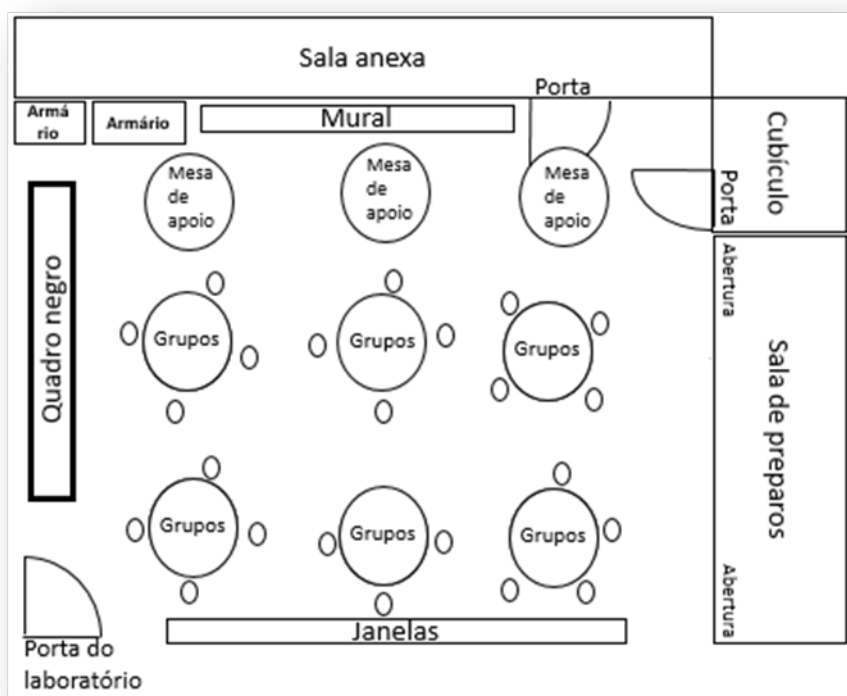 Sala anexa
Porta
Armá
rio
Armário
Mural
Cubículo
Porta
Mesa
de
apoio
Mesa
de
apoio
Mesa
de
apoio
Quadro negro
Abertura
Grupos
Grupos
Grupos
Sala de preparos
Grupos
Grupos
Grupos
Abertura
Janelas
Porta do
laboratório